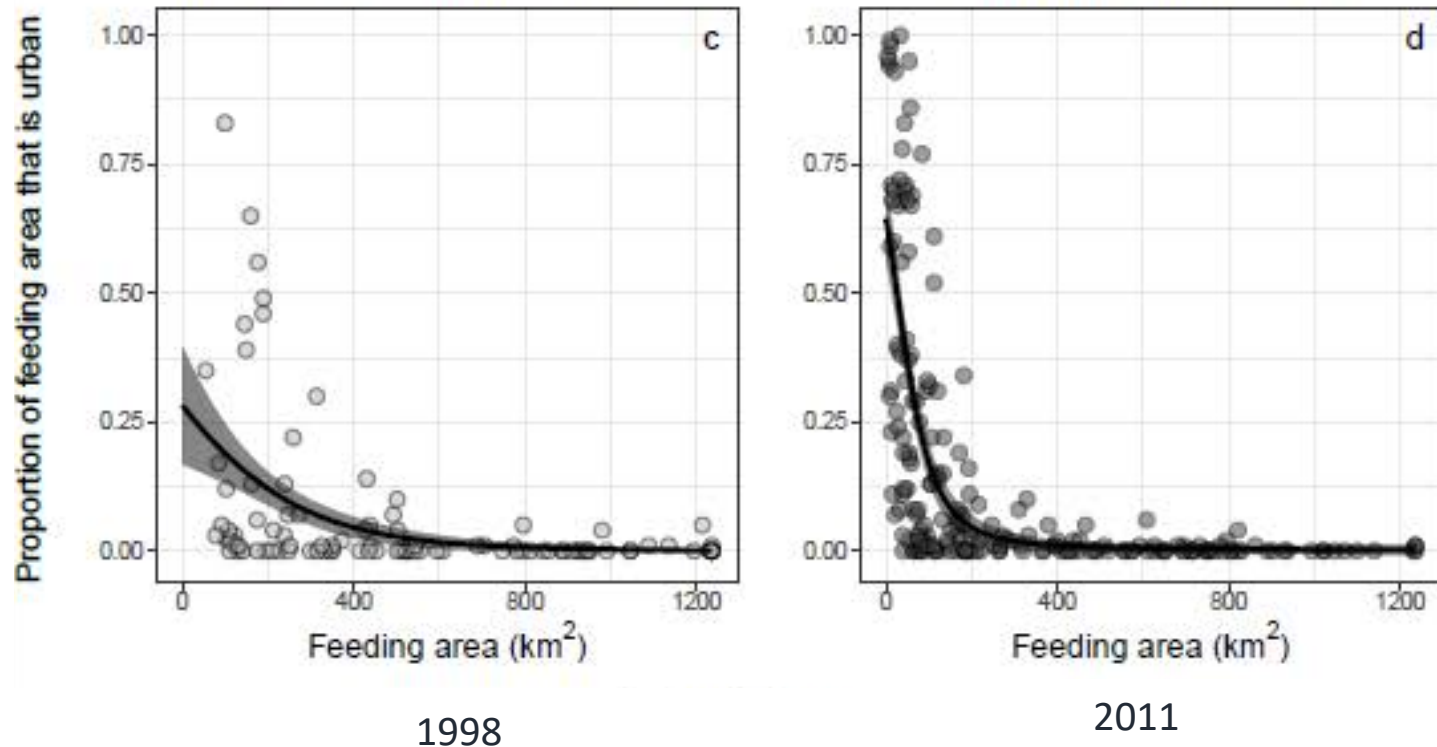 Proportion of feeding area that is urban
1.00
0.75
0.50
0.25
0.00
c
0 400 800 1200
Feeding area (km²)
1998
1.00
0.75
0.50
0.25
0.00
d
0 400 800 1200
Feeding area (km²)
2011